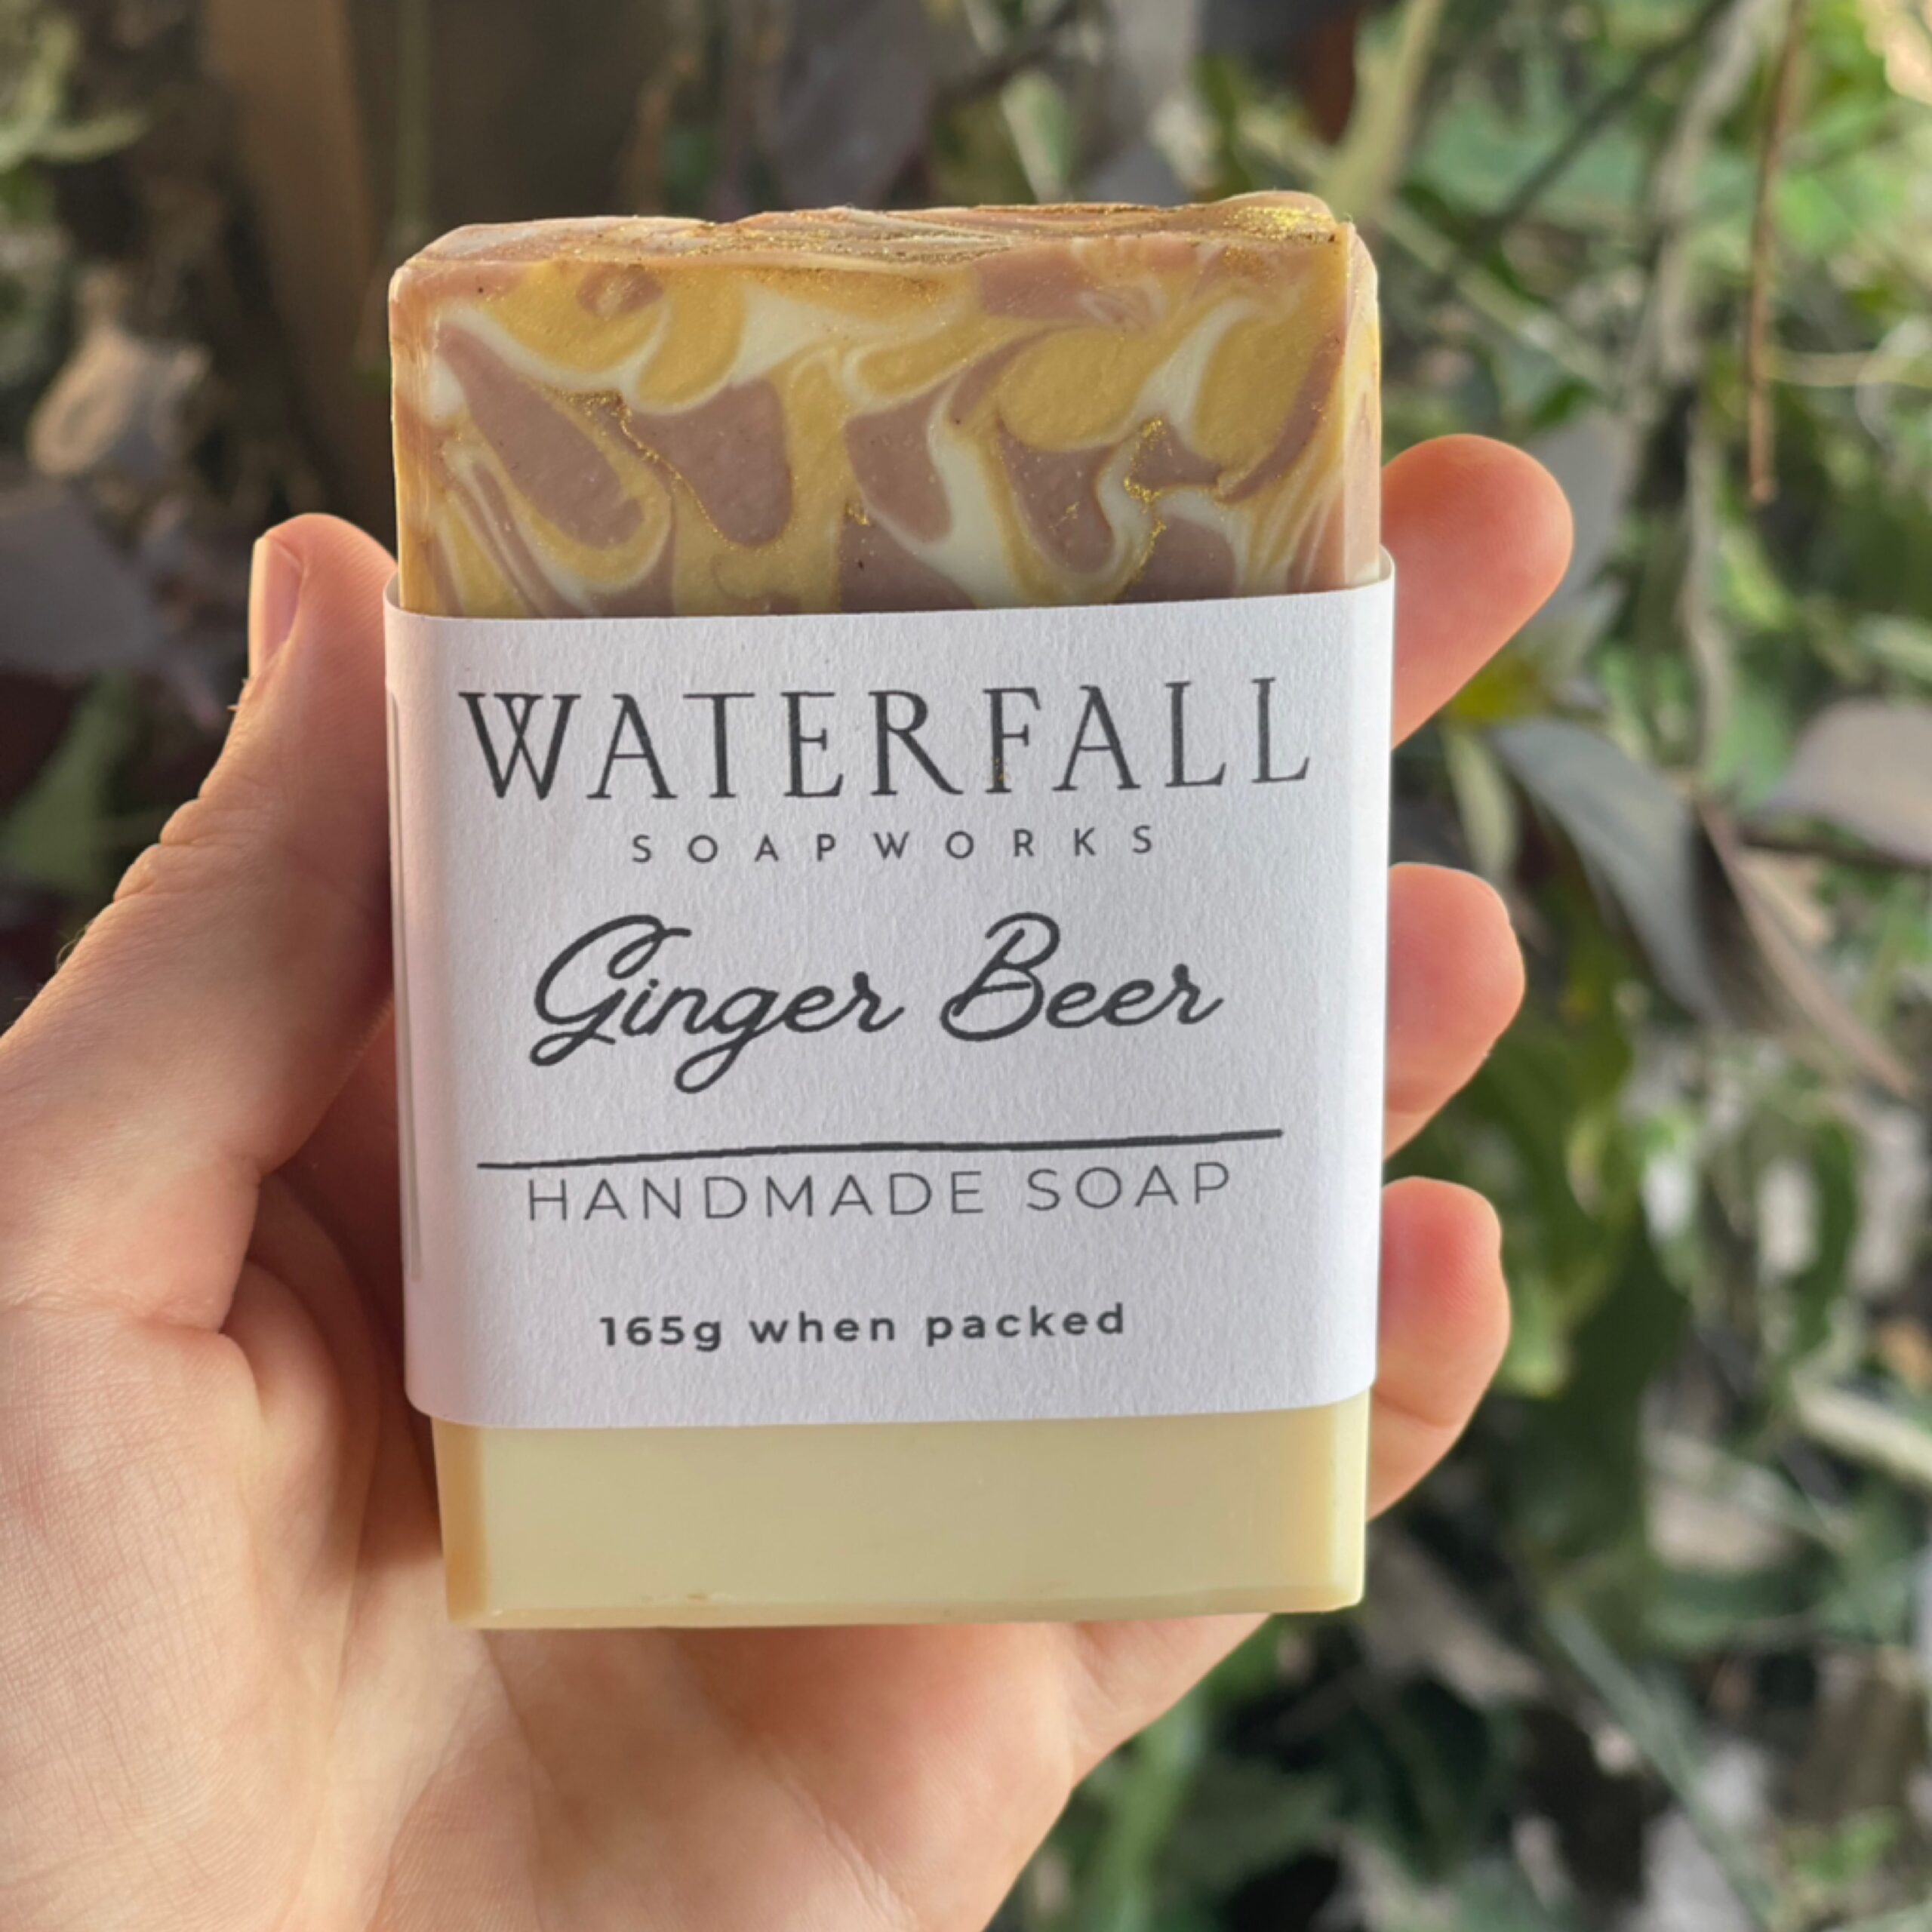 WATERFALL
SOAPWORKS
Ginger Beer
HANDMADE SOAP
165g when packed